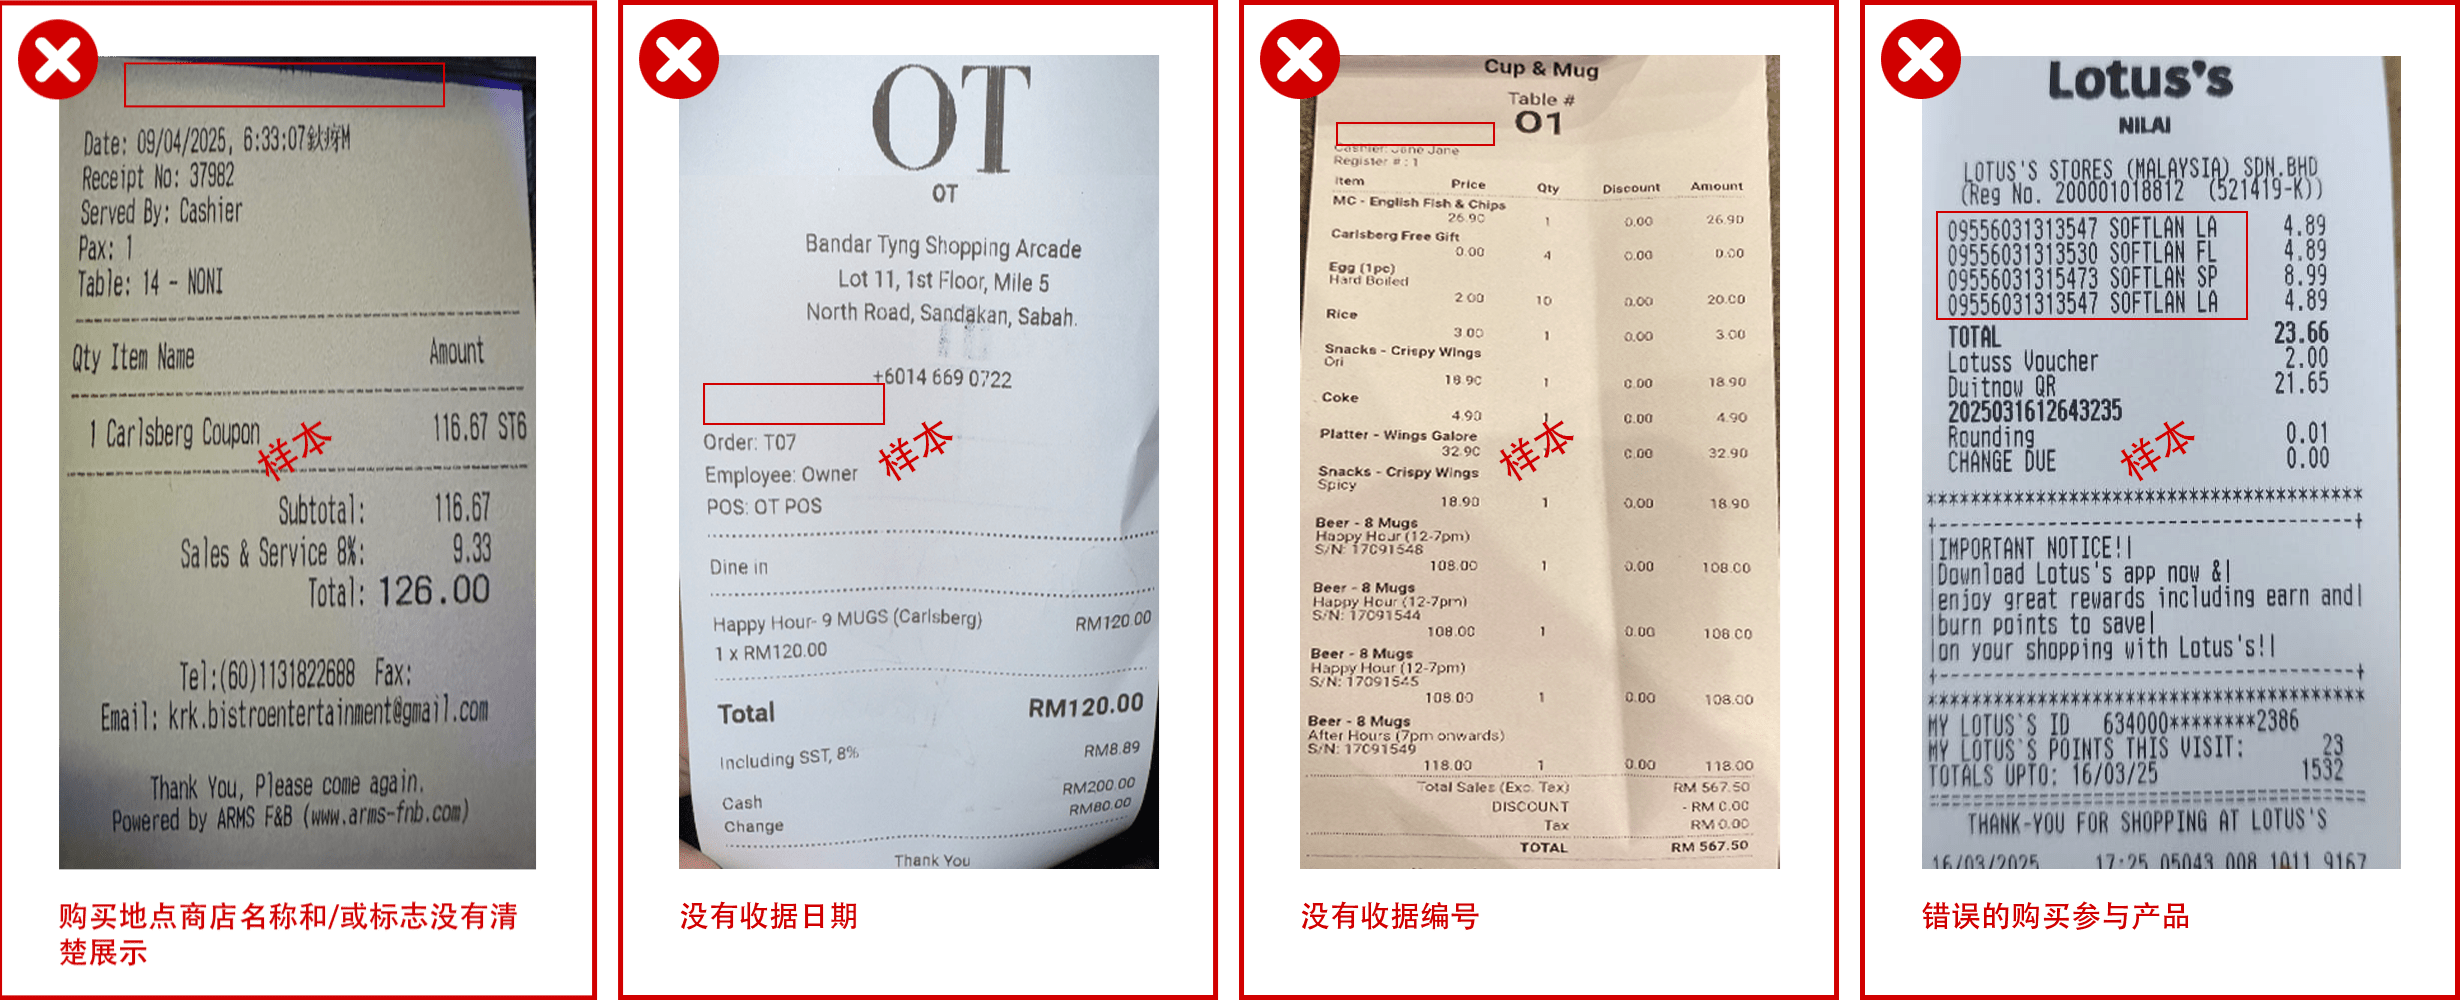 Date: 09/04/2025, 6:33:07鈥疨M
Receipt No: 37982
Served By: Cashier
Pax: 1
Table: 14 - NONI
Qty Item Name Amount
1 Carlsberg Coupon 116.67 ST6
样本
Subtotal: 116.67
Sales & Service 8%: 9.33
Total: 126.00
Tel:(60)1131822688 Fax:
Email: krk.bistroentertainment@gmail.com
Thank You, Please come again.
Powered by ARMS F&B (www.arms-fnb.com)
购买地点商店名称和/或标志没有清
楚展示
OT
OT
Bandar Tyng Shopping Arcade
Lot 11, 1st Floor, Mile 5
North Road, Sandakan, Sabah.
+6014 669 0722
Order: T07
样本
Employee: Owner
POS: OT POS
Dine in
Happy Hour- 9 MUGS (Carlsberg) RM120.00
1 x RM120.00
Total RM120.00
Including SST, 8% RM8.89
Cash RM200.00
Change RM80.00
Thank You
没有收据日期
Cup & Mug
Table #
01
Cashier: Jane Jane
Register # : 1
Item Price Qty Discount Amount
MC - English Fish & Chips
26.90 1 0.00 26.90
Carlsberg Free Gift
0.00 4 0.00 0.00
Egg (1pc)
Hard Boiled
2.00 10 0.00 20.00
Rice
3.00 1 0.00 3.00
Snacks - Crispy Wings
Ori
18.90 1 0.00 18.90
Coke
4.90 1 0.00 4.90
Platter - Wings Galore
32.90 0.00 32.90
样本
Snacks - Crispy Wings
Spicy
18.90 1 0.00 18.90
Beer - 8 Mugs
Happy Hour (12-7pm)
S/N: 17091548
108.00 1 0.00 108.00
Beer - 8 Mugs
Happy Hour (12-7pm)
S/N: 17091544
108.00 1 0.00 108.00
Beer - 8 Mugs
Happy Hour (12-7pm)
S/N: 17091545
108.00 1 0.00 108.00
Beer - 8 Mugs
After Hours (7pm onwards)
S/N: 17091549
118.00 1 0.00 118.00
Total Sales (Exc. Tax) RM 567.50
DISCOUNT - RM 0.00
Tax RM 0.00
TOTAL RM 567.50
没有收据编号
Lotus's
NILAI
LOTUS'S STORES (MALAYSIA) SDN.BHD
(Reg No. 200001018812 (521419-K))
09556031313547 SOFTLAN LA 4.89
09556031313530 SOFTLAN FL 4.89
09556031315473 SOFTLAN SP 8.99
09556031313547 SOFTLAN LA 4.89
TOTAL 23.66
Lotuss Voucher 2.00
Duitnow QR 21.65
2025031612643235
Rounding 0.01
CHANGE DUE 0.00
样本
***************************************
+-----------------------------------+
|IMPORTANT NOTICE!|
|Download Lotus's app now &|
|enjoy great rewards including earn and|
|burn points to save|
|on your shopping with Lotus's!|
+-----------------------------------+
***************************************
MY LOTUS'S ID 634000********2386
MY LOTUS'S POINTS THIS VISIT: 23
TOTALS UPTO: 16/03/25 1532
=====================================
THANK-YOU FOR SHOPPING AT LOTUS'S
16/03/2025 17:25 05043 008 1011 9167
错误的购买参与产品